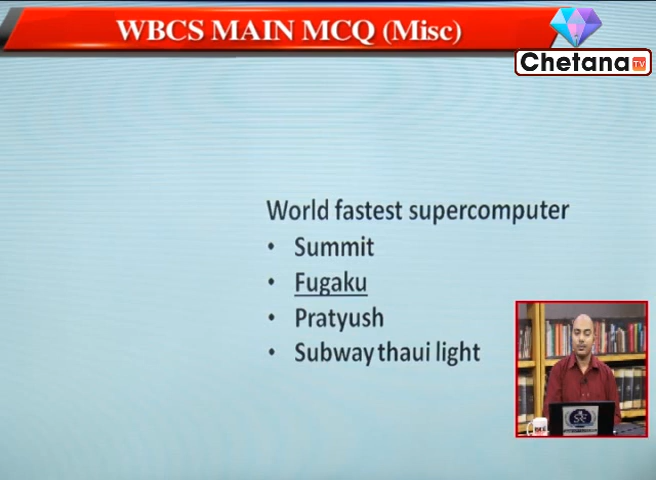 WBCS MAIN MCQ (Misc)
Chetana TV
World fastest supercomputer
• Summit
• Fugaku
• Pratyush
• Subway thaui light